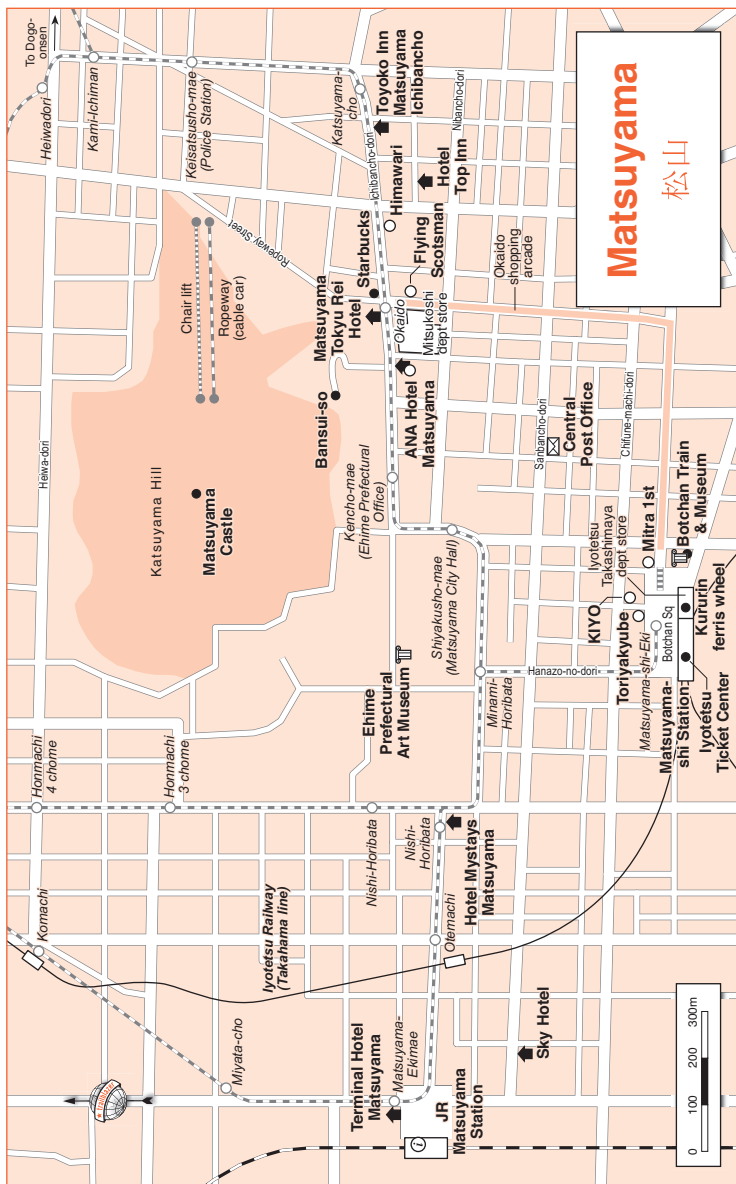 To Dogo-
onsen
Heiwadori
Kami-Ichiman
Keisatsusho-mae
(Police Station)
Katsuyama-
cho
Toyoko Inn
Matsuyama
Ichibancho
Ichibancho-dori
Nibancho-dori
Himawari
Hotel
Top Inn
Ropeway Street
Starbucks
Flying
Scotsman
Okaido
shopping
arcade
Matsuyama
松山
Chair lift
Ropeway
(cable car)
Matsuyama
Tokyu Rei
Hotel
Okaido
Mitsukoshi
dept store
Heiwa-dori
Katsuyama Hill
Matsuyama
Castle
Bansui-so
ANA Hotel
Matsuyama
Sanbancho-dori
Central
Post Office
Chifune-machi-dori
Kencho-mae
(Ehime Prefectural
Office)
Shiyakusho-mae
(Matsuyama City Hall)
Mitra 1st
Botchan Train
& Museum
Iyotetsu
Takashimaya
dept store
KIYO
Kururin
ferris wheel
Toriyakyube
Botchan Sq
Hanazo-no-dori
Matsuyama-shi-Eki
Matsuyama-
shi Station
Iyotetsu
Ticket Center
Ehime
Prefectural
Art Museum
Minami-
Horibata
Honmachi
4 chome
Honmachi
3 chome
Nishi-Horibata
Nishi-
Horibata
Hotel Mystays
Matsuyama
Komachi
Iyotetsu Railway
(Takahama line)
Otemachi
Miyata-cho
Terminal Hotel
Matsuyama
Matsuyama-
Ekimae
Sky Hotel
JR
Matsuyama
Station
i
trailblazer
0 100 200 300m